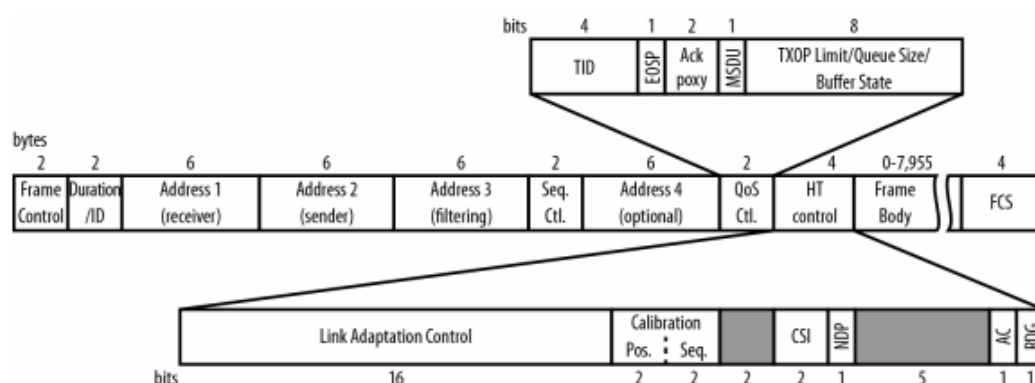 bits 4 1 2 1 8
TID EOSP Ack poxy MSDU TXOP Limit/Queue Size/ Buffer State
bytes
2 2 6 6 6 2 6 2 4 0-7,955 4
Frame Control Duration /ID Address 1 (receiver) Address 2 (sender) Address 3 (filtering) Seq. Ctl. Address 4 (optional) QoS Ctl. HT control Frame Body FCS
Link Adaptation Control Calibration Pos. Seq. CSI NDP AC RDG
bits 16 2 2 2 2 1 5 1 1